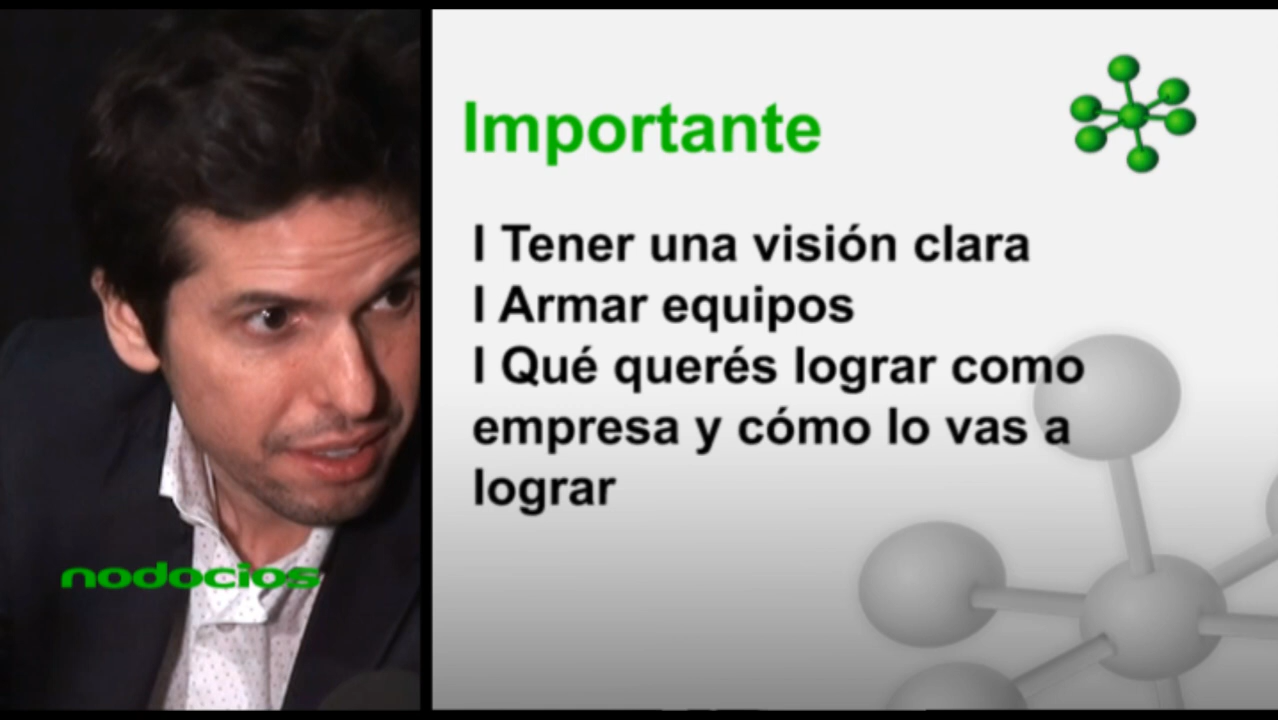 Importante
l Tener una visión clara
l Armar equipos
l Qué querés lograr como
empresa y cómo lo vas a
lograr
nodocios